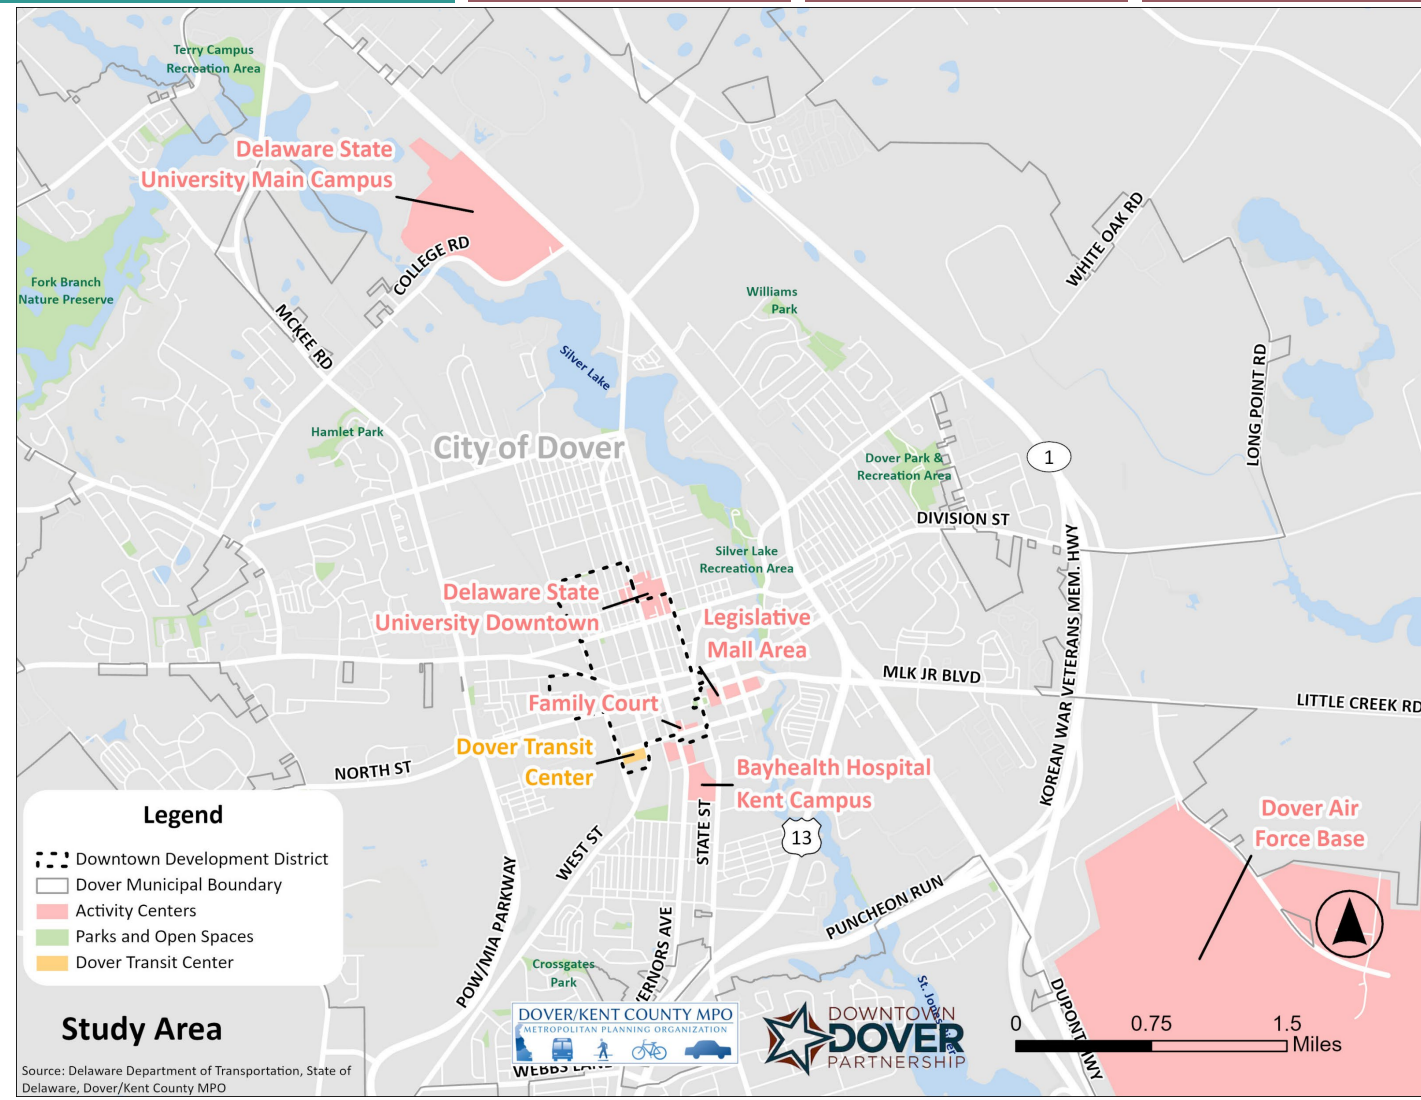 Terry Campus
Recreation Area
Delaware State
University Main Campus
COLLEGE RD
WHITE OAK RD
Fork Branch
Nature Preserve
MCKEE RD
Williams
Park
Silver Lake
LONG POINT RD
Hamlet Park
City of Dover
1
Dover Park &
Recreation Area
DIVISION ST
Silver Lake
Recreation Area
KOREAN WAR VETERANS MEM. HWY
Delaware State
University Downtown
Legislative
Mall Area
MLK JR BLVD
LITTLE CREEK RD
Family Court
Dover Transit
Center
NORTH ST
Bayhealth Hospital
Kent Campus
STATE ST
13
WEST ST
Dover Air
Force Base
PUNCHEON RUN
POW/MIA PARKWAY
VERNORS AVE
Crossgates
Park
DUPONT HWY
Legend
Downtown Development District
Dover Municipal Boundary
Activity Centers
Parks and Open Spaces
Dover Transit Center
Study Area
Source: Delaware Department of Transportation, State of
Delaware, Dover/Kent County MPO
DOVER/KENT COUNTY MPO
METROPOLITAN PLANNING ORGANIZATION
WEBBS
DOWNTOWN
DOVER
PARTNERSHIP
St. Jones
0 0.75 1.5
Miles